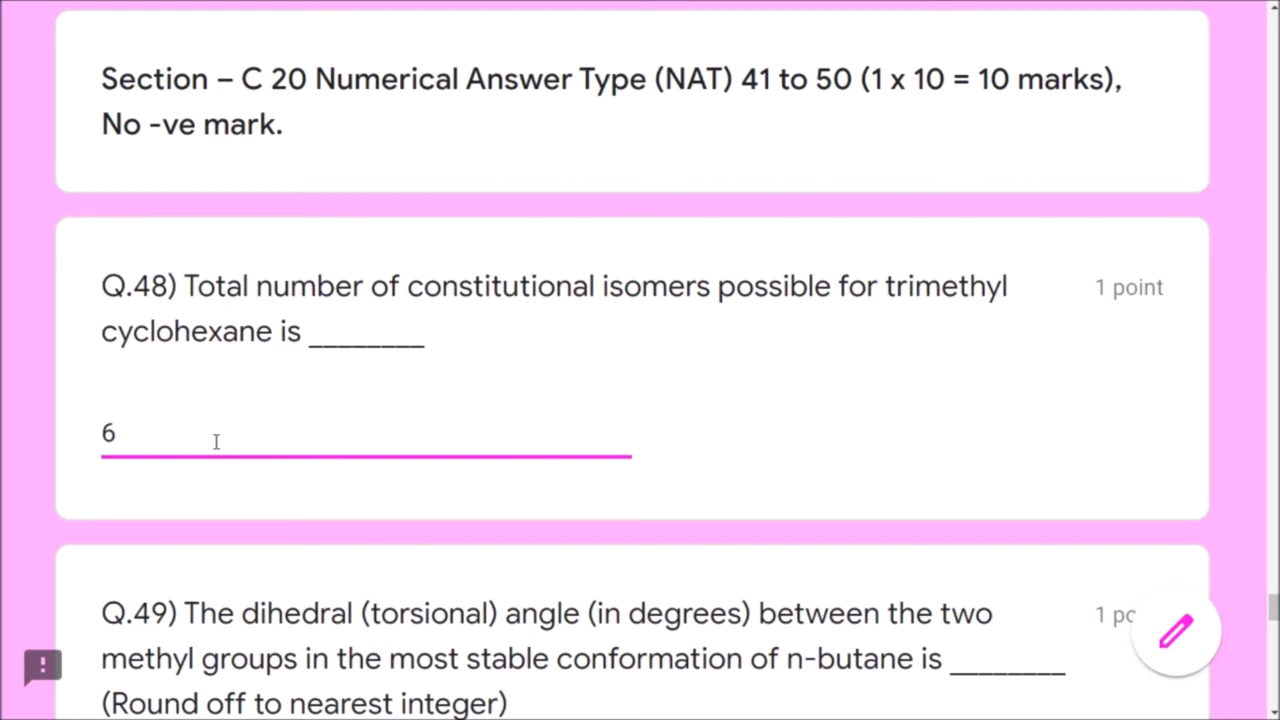 Section – C 20 Numerical Answer Type (NAT) 41 to 50 (1 x 10 = 10 marks),
No -ve mark.
Q.48) Total number of constitutional isomers possible for trimethyl
1 point
cyclohexane is ________
6
Q.49) The dihedral (torsional) angle (in degrees) between the two
1 po
methyl groups in the most stable conformation of n-butane is ________
(Round off to nearest integer)